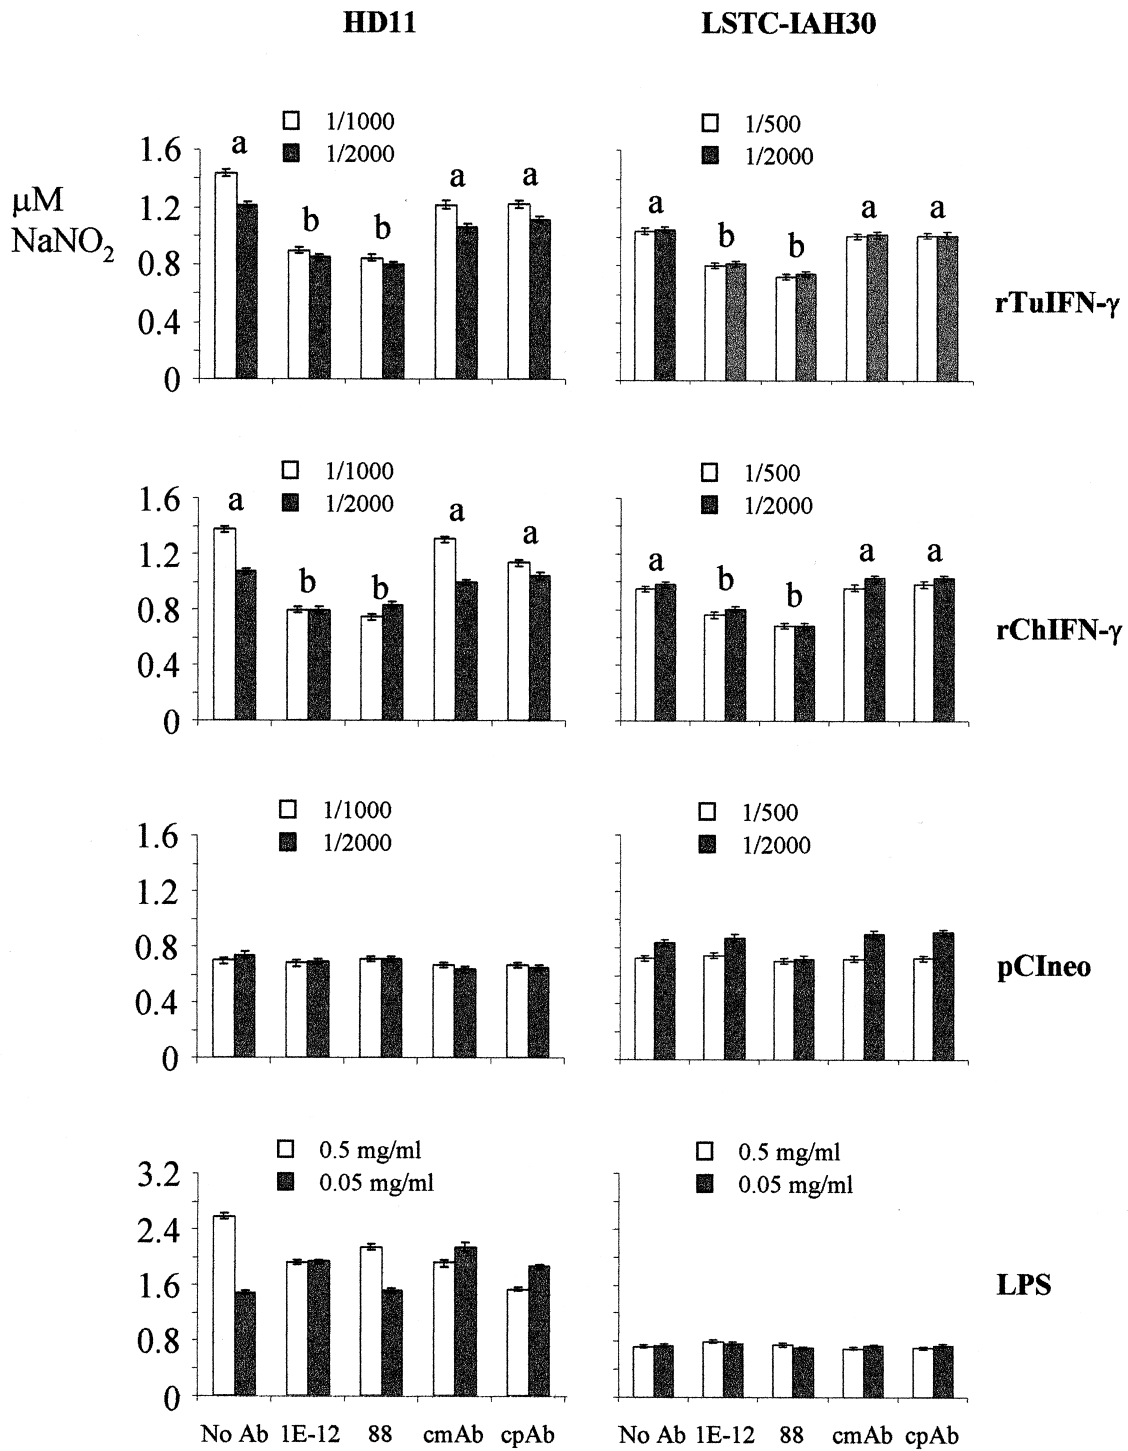 HD11 LSTC-IAH30
μM
NaNO2
1/1000
1/2000
1.6
1.2
0.8
0.4
0
a
b
b
a
a
1/500
1/2000
a
b
b
a
a
rTuIFN-γ
1/1000
1/2000
1.6
1.2
0.8
0.4
0
a
b
b
a
a
1/500
1/2000
a
b
b
a
a
rChIFN-γ
1/1000
1/2000
1.6
1.2
0.8
0.4
0
1/500
1/2000
pCIneo
0.5 mg/ml
0.05 mg/ml
3.2
2.4
1.6
0.8
0
0.5 mg/ml
0.05 mg/ml
LPS
No Ab 1E-12 88 cmAb cpAb
No Ab 1E-12 88 cmAb cpAb